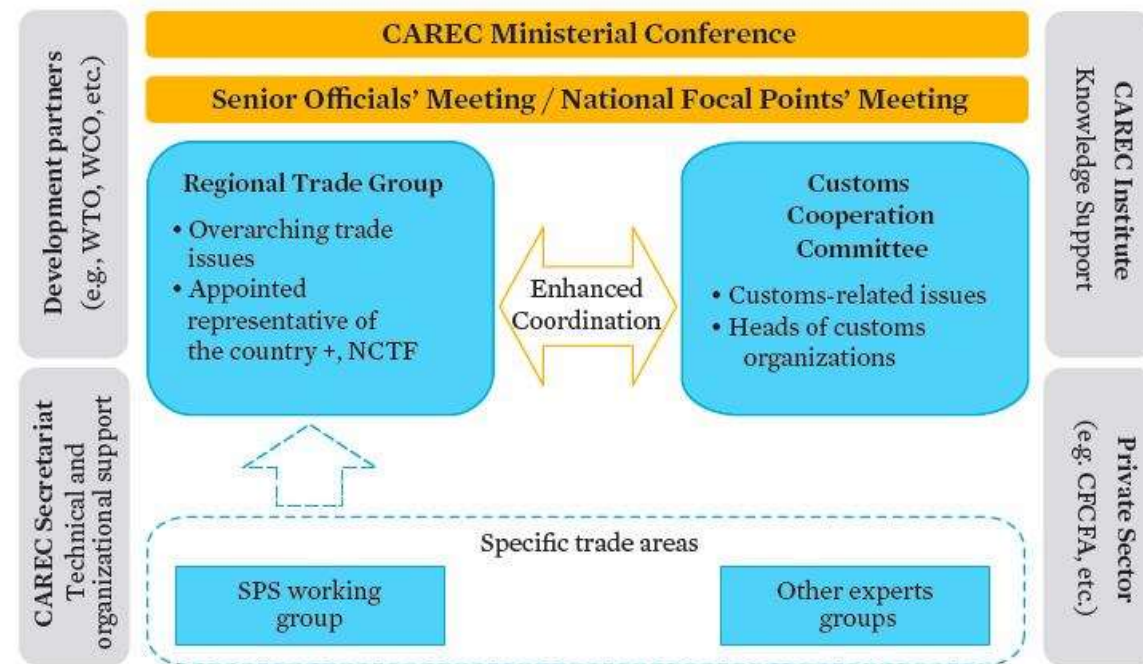 CAREC Ministerial Conference
Senior Officials' Meeting / National Focal Points' Meeting
Development partners
(e.g., WTO, WCO, etc.)
CAREC Secretariat
Technical and
organizational support
Regional Trade Group
• Overarching trade
issues
• Appointed
representative of
the country +, NCTF
Enhanced
Coordination
Customs
Cooperation
Committee
• Customs-related issues
• Heads of customs
organizations
Specific trade areas
SPS working
group
Other experts
groups
CAREC Institute
Knowledge Support
Private Sector
(e.g. CFCFA, etc.)